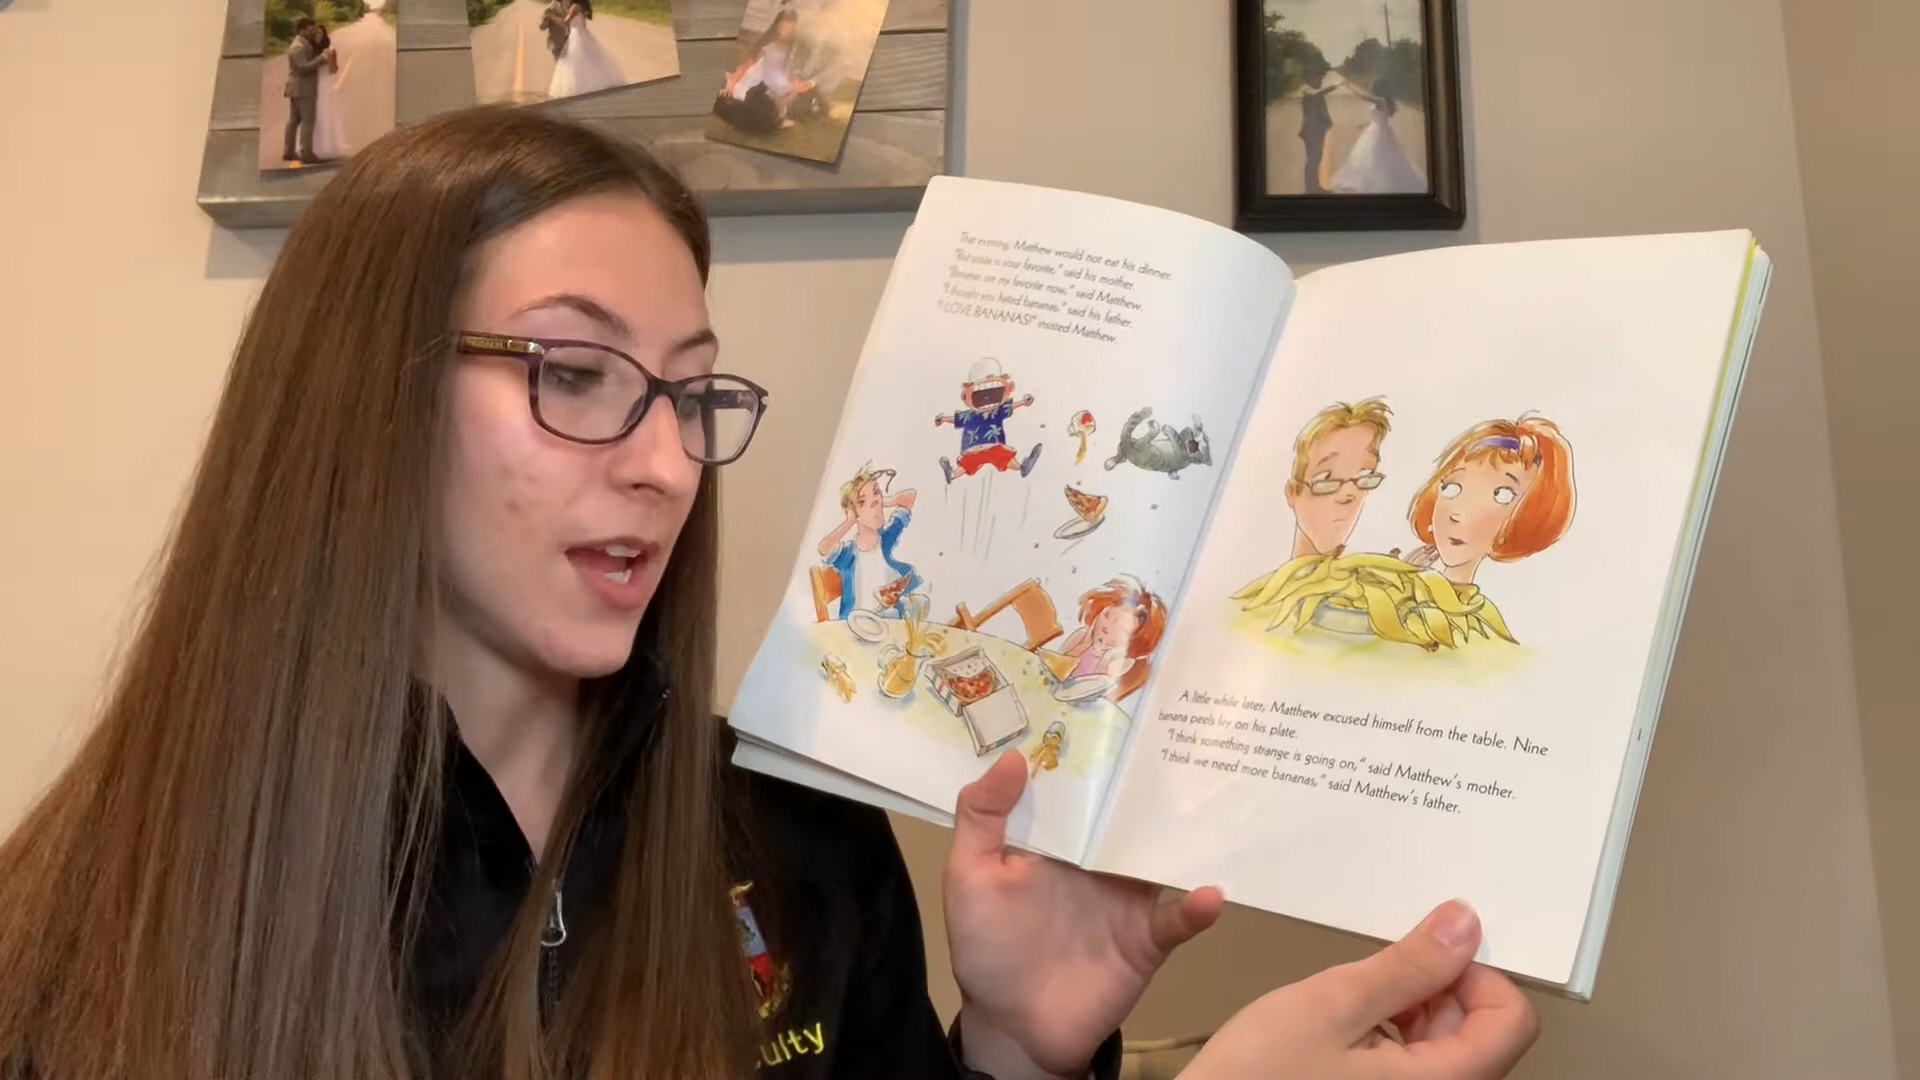 That evening, Matthew would not eat his dinner.
"But pizza is your favorite," said his mother.
"Bananas are my favorite now," said Matthew.
"I thought you hated bananas," said his father.
"I LOVE BANANAS!" insisted Matthew.
A little while later, Matthew excused himself from the table. Nine
banana peels lay on his plate.
"I think something strange is going on," said Matthew's mother.
"I think we need more bananas," said Matthew's father.
culty